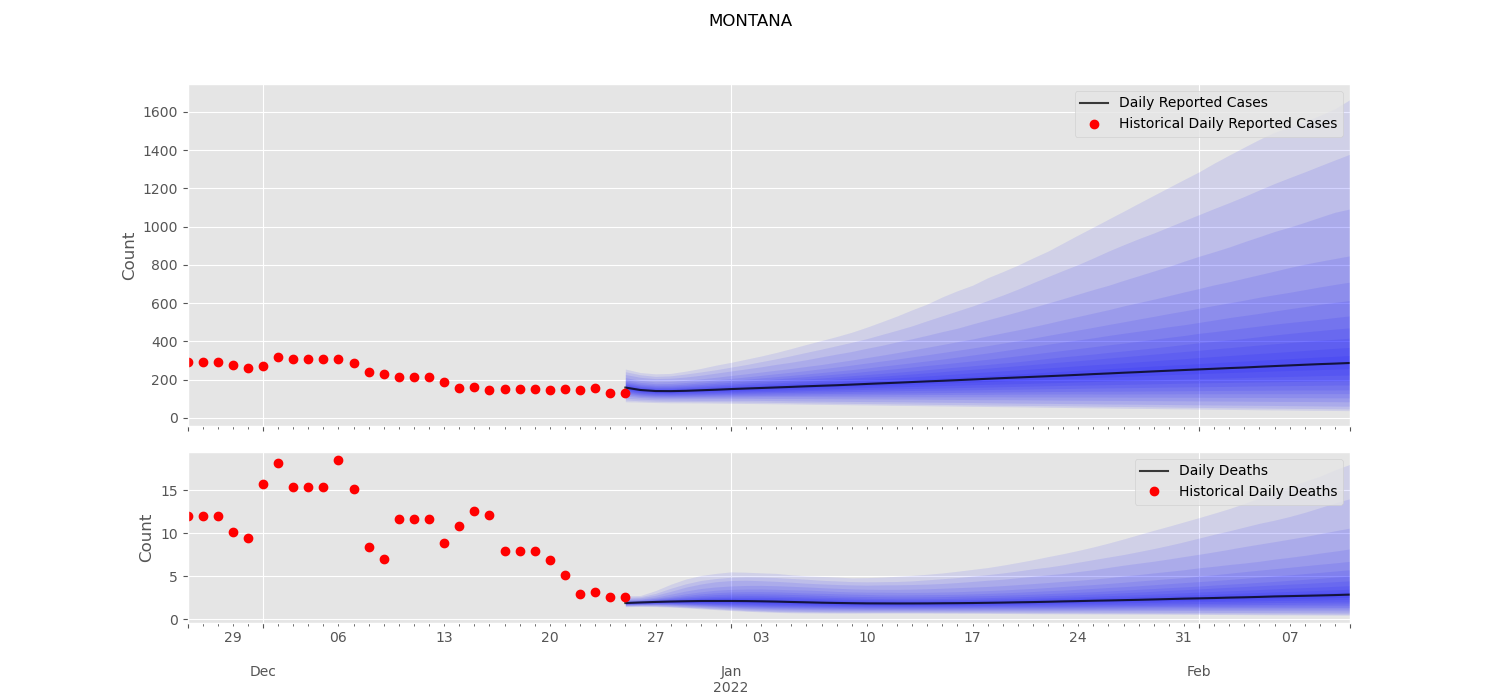 MONTANA
1600
1400
1200
1000
800
600
400
200
0
Count
Daily Reported Cases
Historical Daily Reported Cases
15
10
5
0
Count
Daily Deaths
Historical Daily Deaths
29 06 13 20 27 03 10 17 24 31 07
Dec Jan Feb
2022